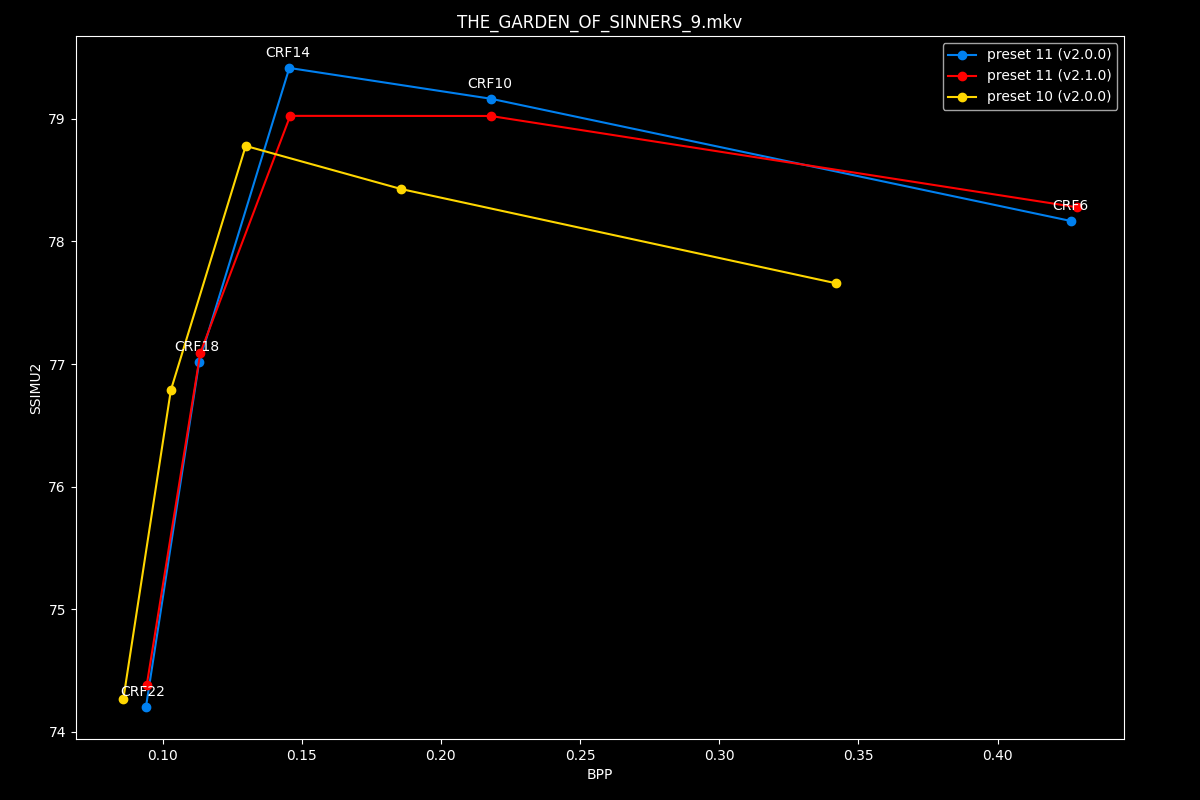 THE_GARDEN_OF_SINNERS_9.mkv
preset 11 (v2.0.0)
preset 11 (v2.1.0)
preset 10 (v2.0.0)
CRF14
CRF10
CRF6
CRF18
CRF22
79
78
77
76
75
74
SSIMU2
0.10 0.15 0.20 0.25 0.30 0.35 0.40
BPP